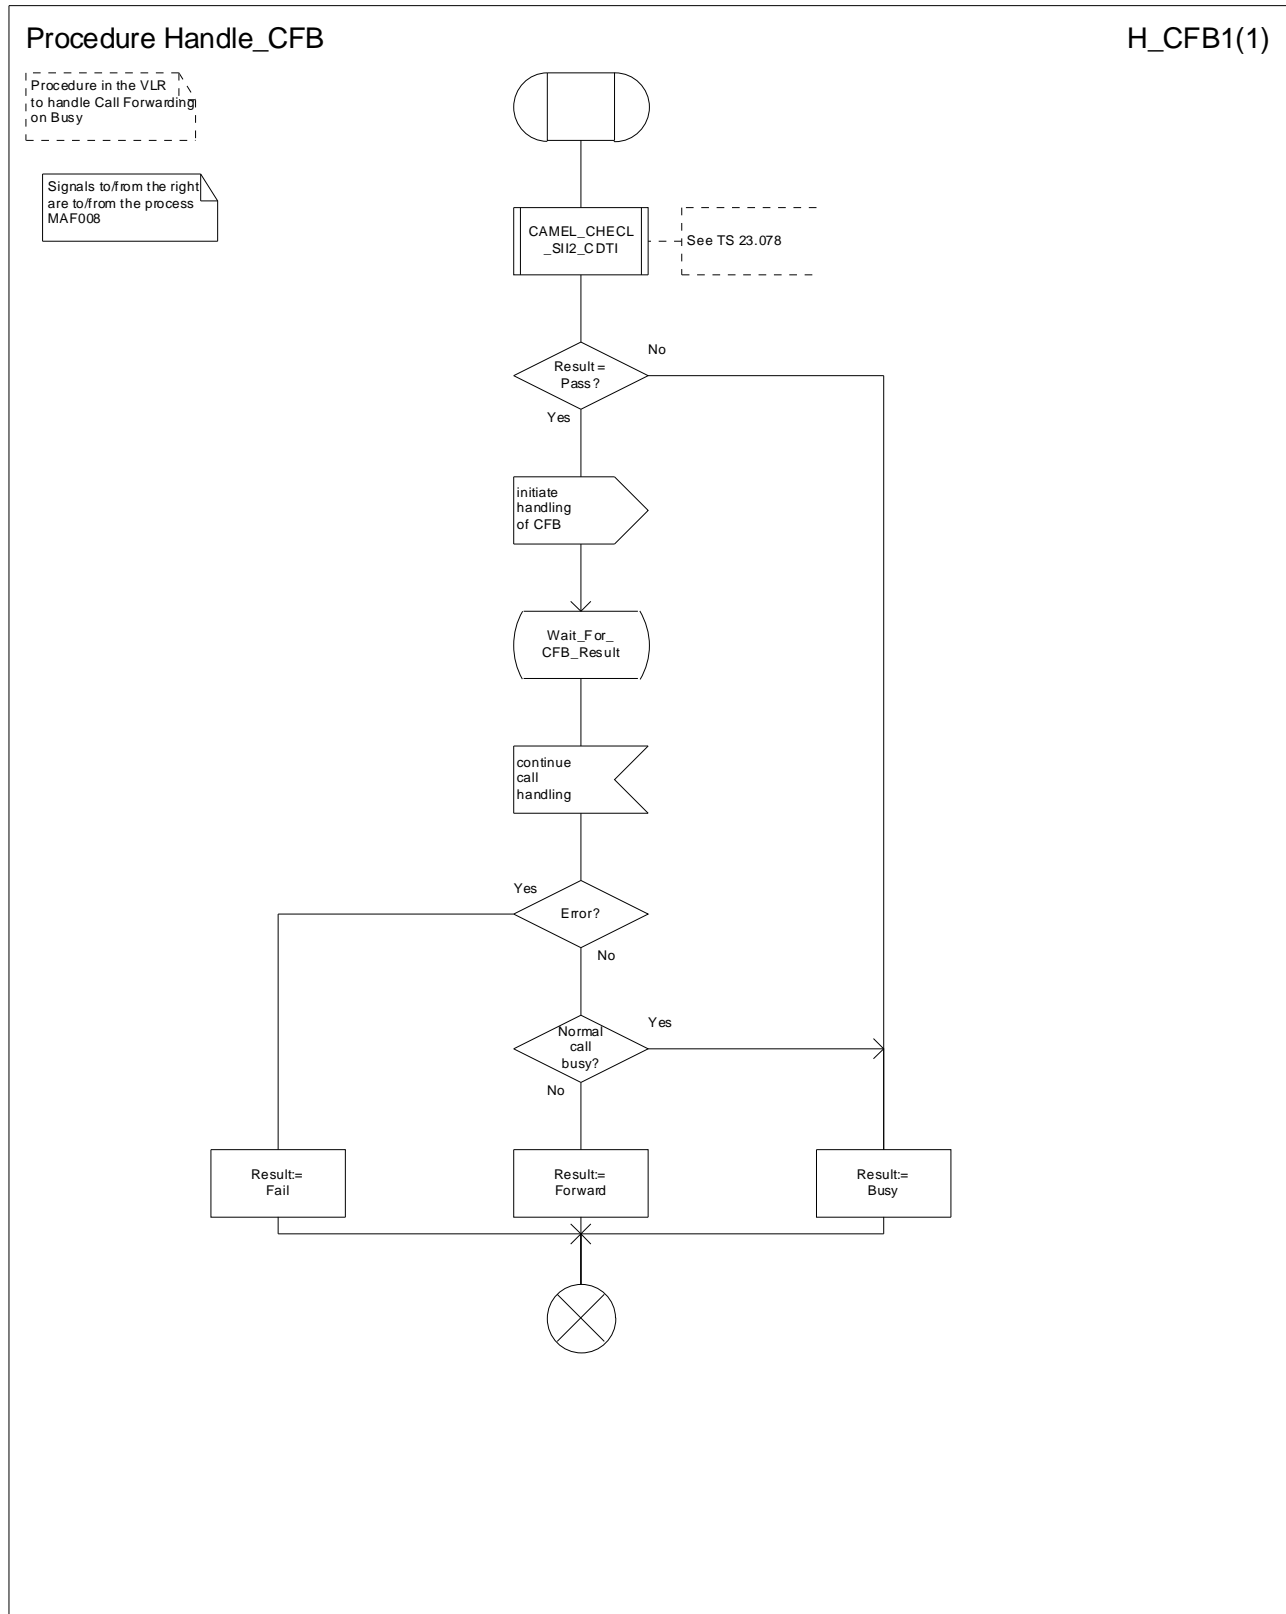 Procedure Handle_CFB
H_CFB1(1)
Procedure in the VLR
to handle Call Forwarding
on Busy
Signals to/from the right
are to/from the process
MAF008
CAMEL_CHECL
_SII2_CDTI
See TS 23.078
Result=
Pass?
No
Yes
initiate
handling
of CFB
Wait_For_
CFB_Result
continue
call
handling
Yes
Error?
No
Normal
call
busy?
Yes
No
Result:=
Fail
Result:=
Forward
Result:=
Busy